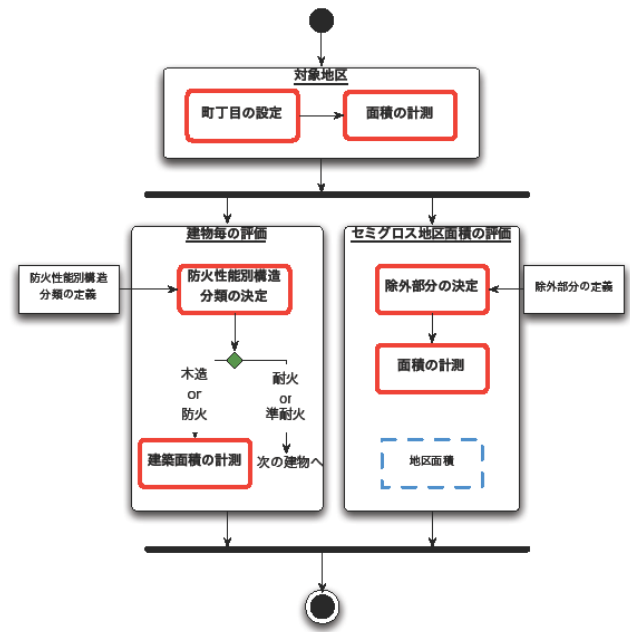 対象地区
町丁目の設定
面積の計測
建物毎の評価
セミグロス地区面積の評価
防火性能別構造
分類の定義
防火性能別構造
分類の決定
除外部分の決定
除外部分の定義
木造
or
防火
耐火
or
準耐火
面積の計測
建築面積の計測
次の建物へ
地区面積